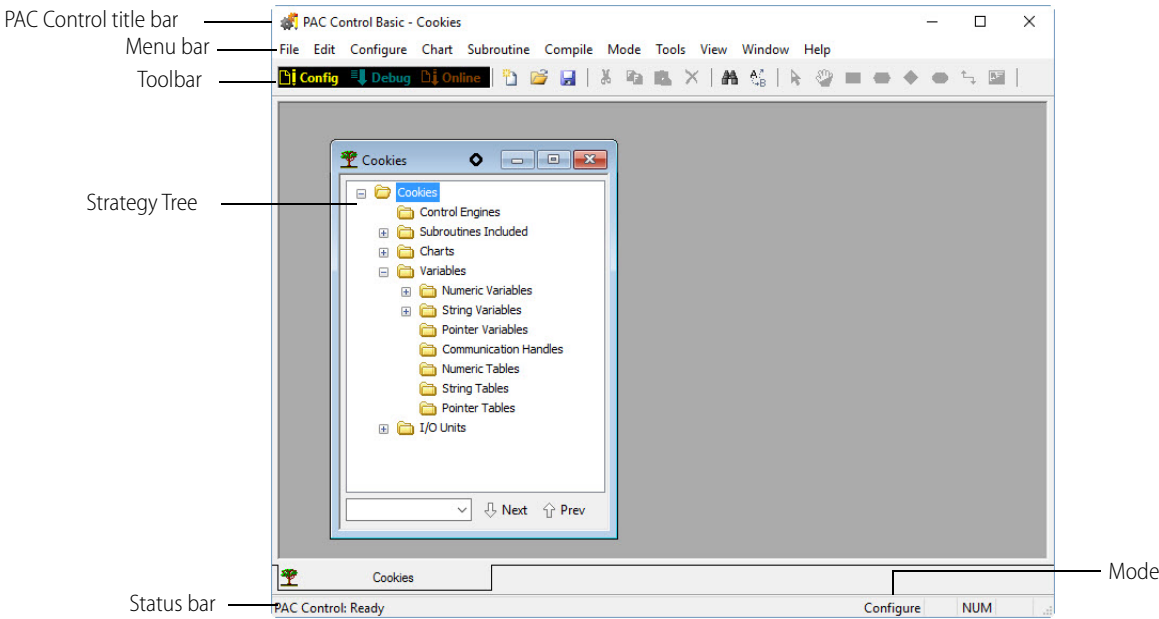 PAC Control title bar
PAC Control Basic - Cookies
Menu bar
File Edit Configure Chart Subroutine Compile Mode Tools View Window Help
Toolbar
Config Debug Online
Cookies
Strategy Tree
Cookies
Control Engines
Subroutines Included
Charts
Variables
Numeric Variables
String Variables
Pointer Variables
Communication Handles
Numeric Tables
String Tables
Pointer Tables
I/O Units
Next Prev
Cookies
Mode
Status bar
PAC Control: Ready Configure NUM